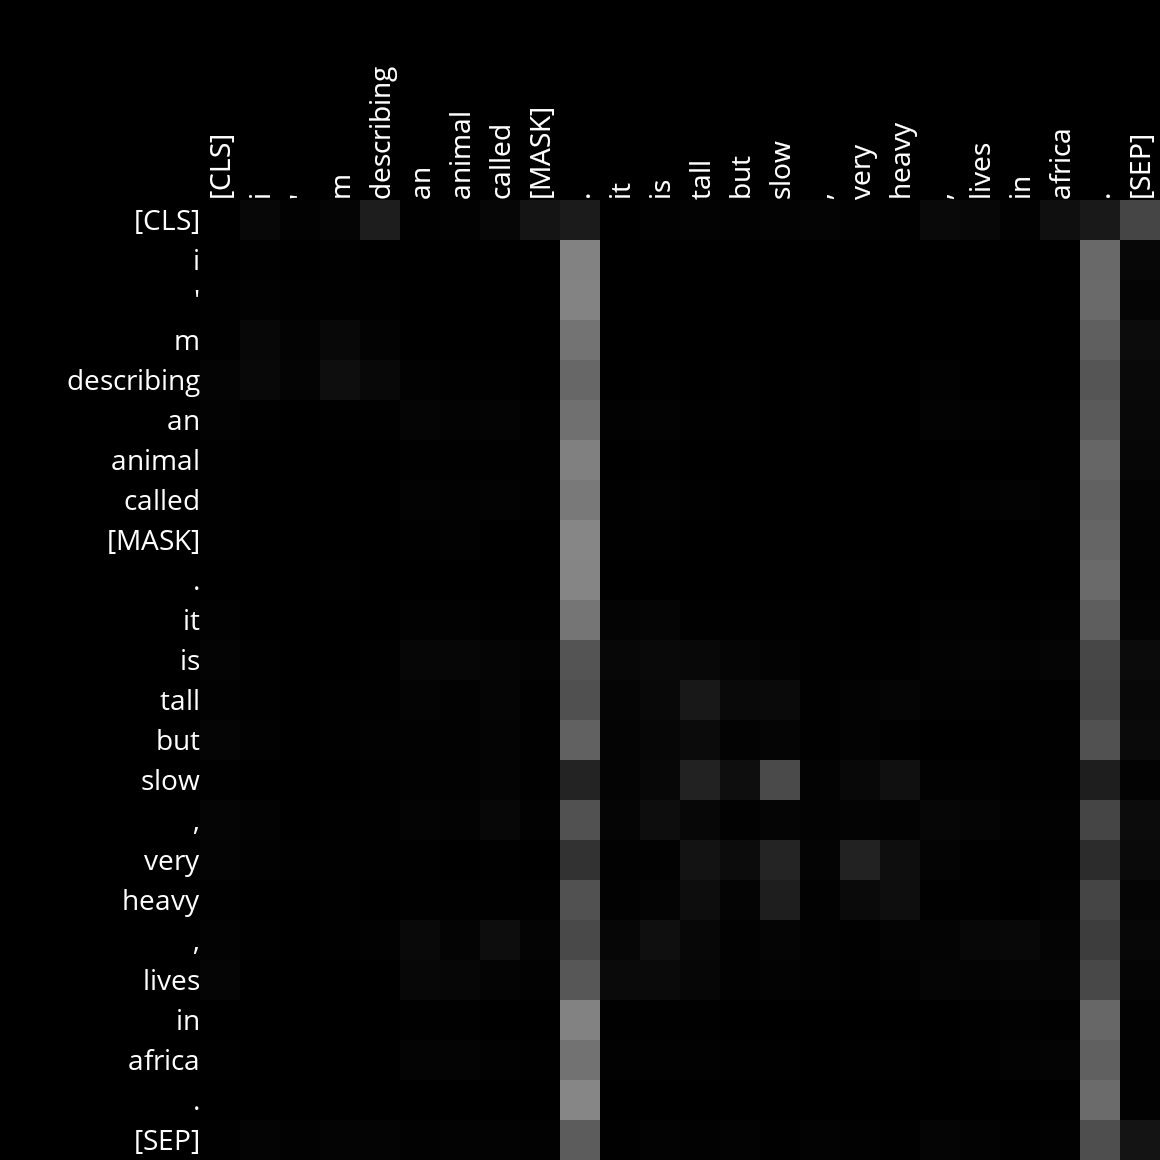 [CLS] i ' m describing an animal called [MASK] . it is tall but slow , very heavy , lives in africa . [SEP]
[CLS]
i
'
m
describing
an
animal
called
[MASK]
.
it
is
tall
but
slow
,
very
heavy
,
lives
in
africa
.
[SEP]